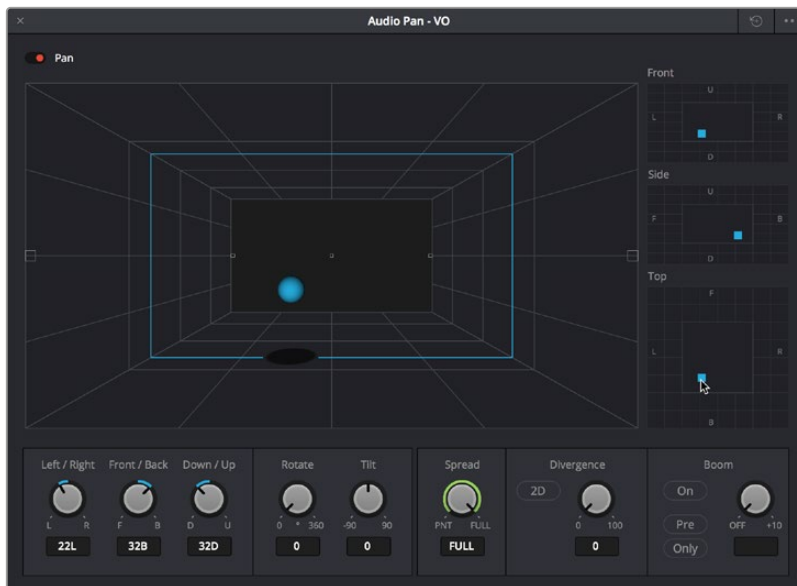 Audio Pan - VO
Pan
Front
U
L R
D
Side
U
F B
D
Top
F
L R
B
Left / Right Front / Back Down / Up Rotate Tilt Spread Divergence Boom
2D On
L R F B D U 0 ° 360 -90 90 PNT FULL 0 100 Pre OFF +10
22L 32B 32D 0 0 FULL 0 Only